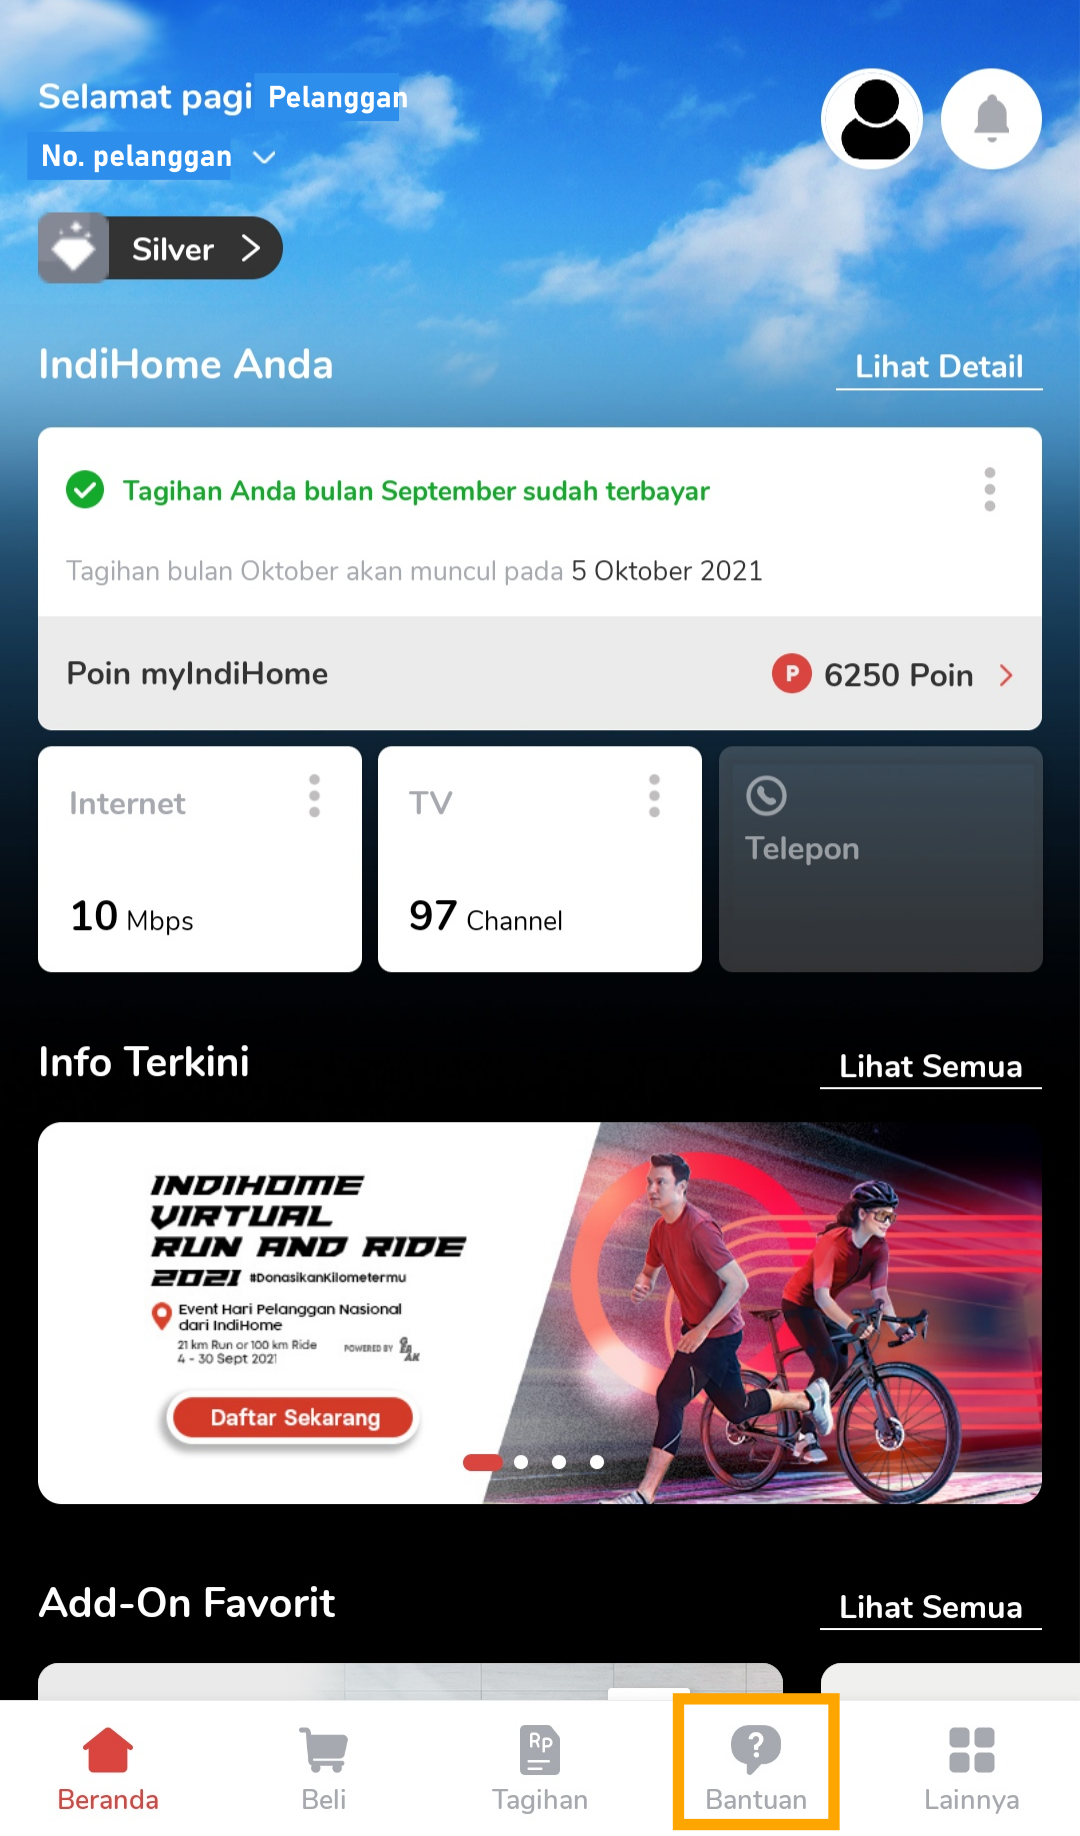 Selamat pagi Pelanggan
No. pelanggan
Silver
IndiHome Anda
Lihat Detail
Tagihan Anda bulan September sudah terbayar
Tagihan bulan Oktober akan muncul pada 5 Oktober 2021
Poin myIndiHome
P 6250 Poin
Internet
10 Mbps
TV
97 Channel
Telepon
Info Terkini
Lihat Semua
INDIHOME
VIRTUAL
RUN AND RIDE
2021 #DonasikanKilometermu
Event Hari Pelanggan Nasional
dari IndiHome
21 km Run or 100 km Ride
4 - 30 Sept 2021
POWERED BY
Daftar Sekarang
Add-On Favorit
Lihat Semua
RP
?
Beranda
Beli
Tagihan
Bantuan
Lainnya